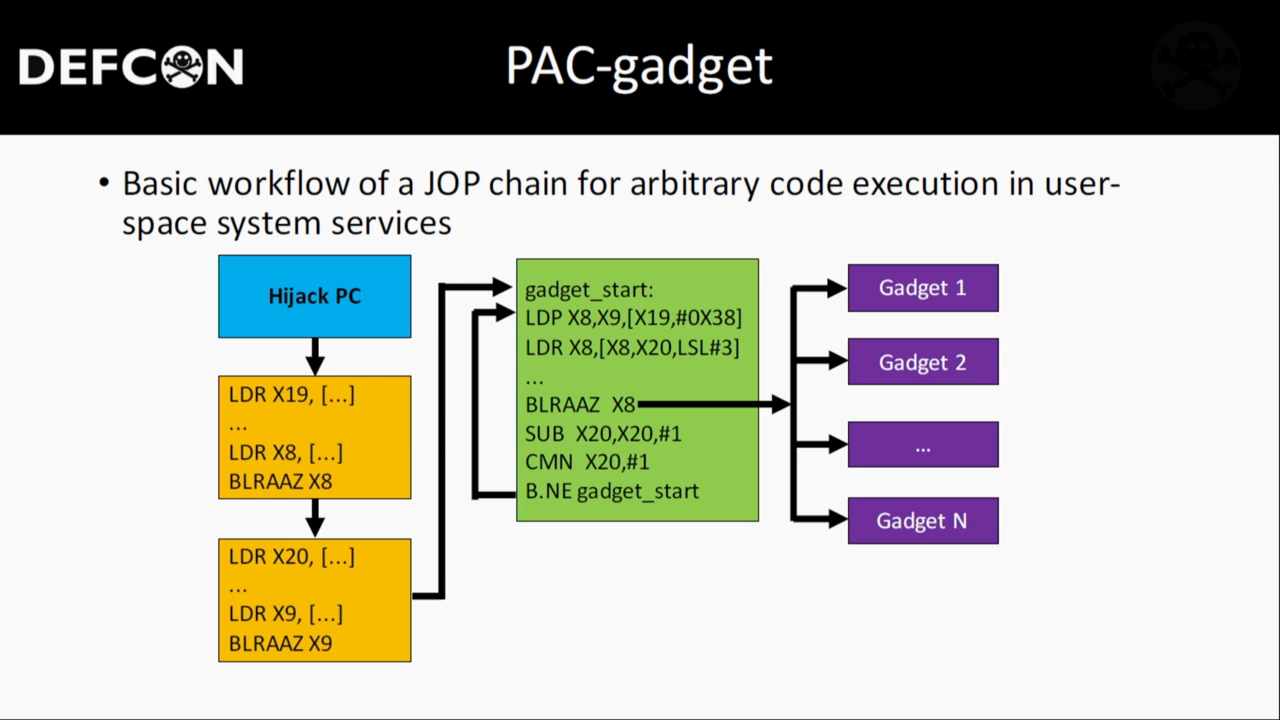 DEFCON
PAC-gadget
• Basic workflow of a JOP chain for arbitrary code execution in user-
space system services
Hijack PC
LDR X19, [...]
...
LDR X8, [...]
BLRAAZ X8
LDR X20, [...]
...
LDR X9, [...]
BLRAAZ X9
gadget_start:
LDP X8,X9,[X19,#0X38]
LDR X8,[X8,X20,LSL#3]
...
BLRAAZ X8
SUB X20,X20,#1
CMN X20,#1
B.NE gadget_start
Gadget 1
Gadget 2
...
Gadget N